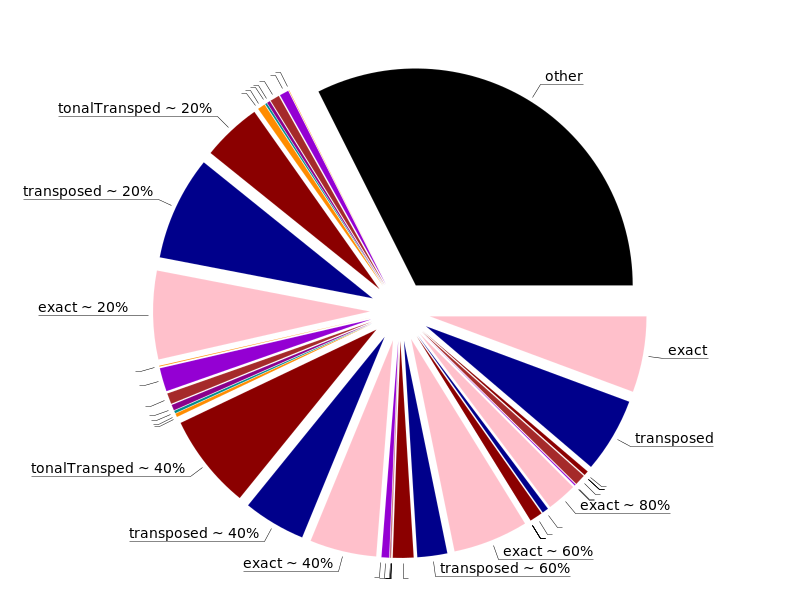 other
tonalTransped ~ 20%
transposed ~ 20%
exact ~ 20%
exact
transposed
tonalTransped ~ 40%
exact ~ 80%
transposed ~ 40%
exact ~ 60%
exact ~ 40%
transposed ~ 60%